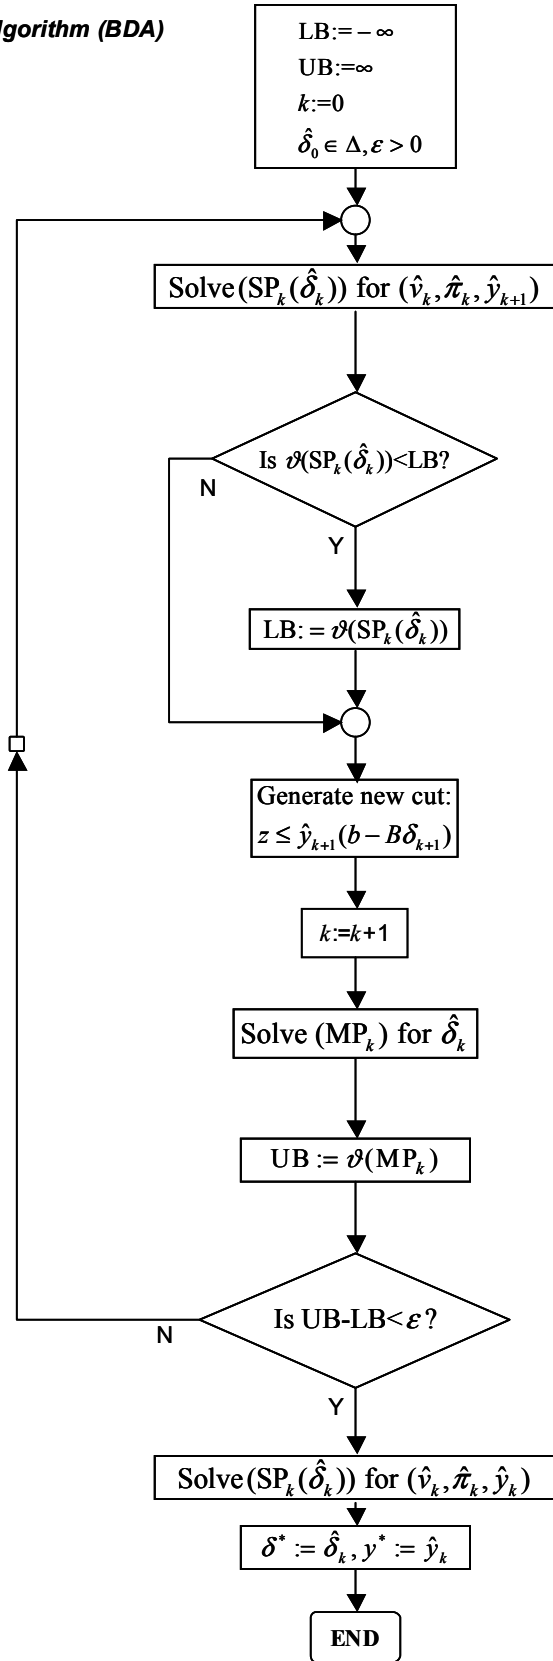 lgorithm (BDA)
LB:= − ∞
UB:=∞
k:=0
δ̂₀ ∈ Δ, ε > 0
Solve(SPₖ(δ̂ₖ)) for (v̂ₖ, π̂ₖ, ŷₖ₊₁)
Is ϑ(SPₖ(δ̂ₖ))<LB?
N
Y
LB: = ϑ(SPₖ(δ̂ₖ))
Generate new cut:
z ≤ ŷₖ₊₁(b − Bδₖ₊₁)
k:=k+1
Solve (MPₖ) for δ̂ₖ
UB := ϑ(MPₖ)
Is UB-LB< ε?
N
Y
Solve(SPₖ(δ̂ₖ)) for (v̂ₖ, π̂ₖ, ŷₖ)
δ* := δ̂ₖ, y* := ŷₖ
END